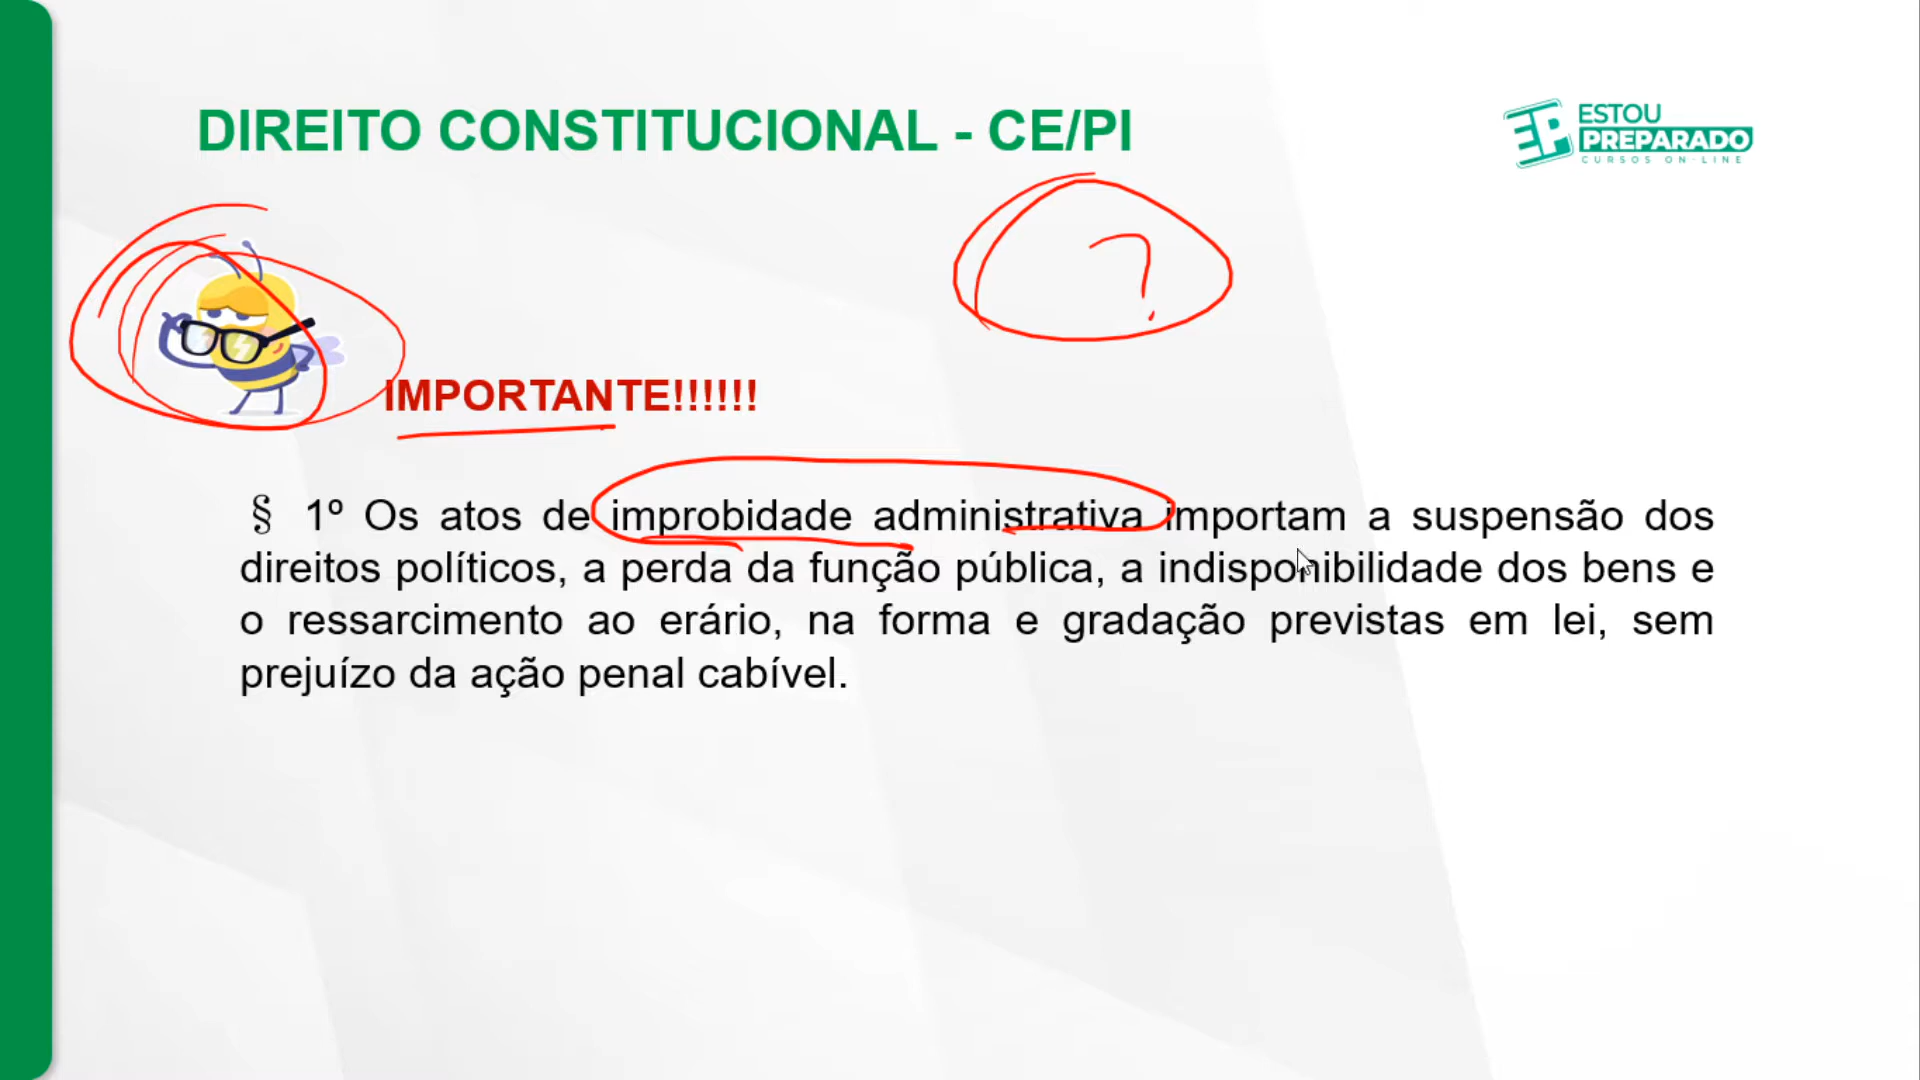 DIREITO CONSTITUCIONAL - CE/PI
EP ESTOU
PREPARADO
CURSOS ON-LINE
?
IMPORTANTE!!!!!!
§ 1º Os atos de improbidade administrativa importam a suspensão dos
direitos políticos, a perda da função pública, a indisponibilidade dos bens e
o ressarcimento ao erário, na forma e gradação previstas em lei, sem
prejuízo da ação penal cabível.